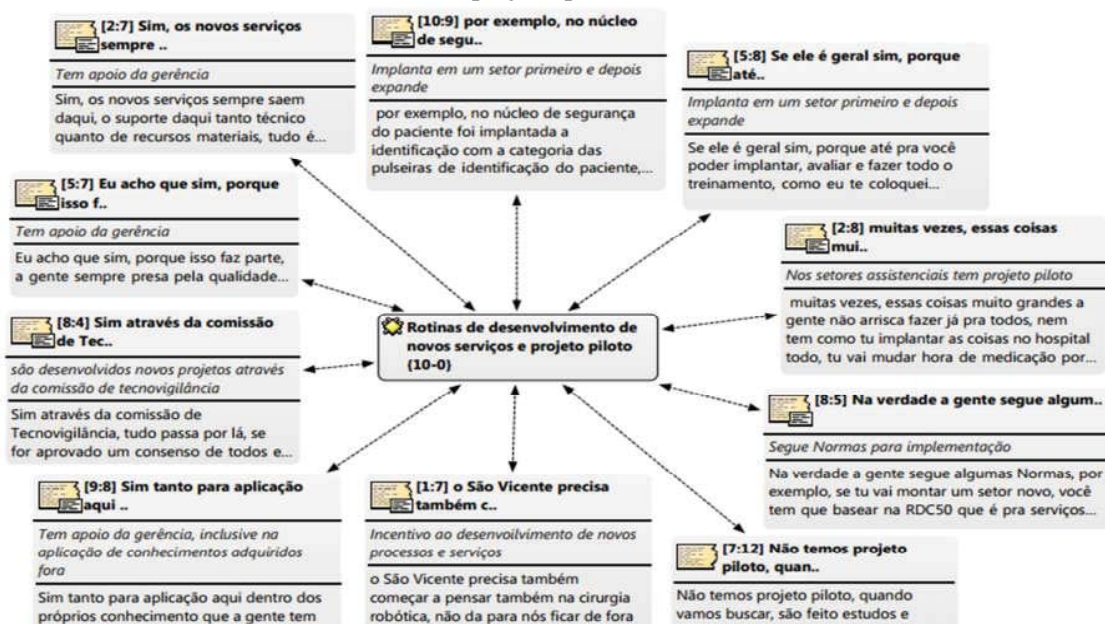 [2:7] Sim, os novos serviços
sempre ..
Tem apoio da gerência
Sim, os novos serviços sempre saem
daqui, o suporte daqui tanto técnico
quanto de recursos materiais, tudo é...
[10:9] por exemplo, no núcleo
de segu..
Implanta em um setor primeiro e depois
expande
por exemplo, no núcleo de segurança
do paciente foi implantada a
identificação com a categoria das
pulseiras de identificação do paciente,...
[5:8] Se ele é geral sim, porque
até..
Implanta em um setor primeiro e depois
expande
Se ele é geral sim, porque até pra você
poder implantar, avaliar e fazer todo o
treinamento, como eu te coloquei...
[5:7] Eu acho que sim, porque
isso f..
Tem apoio da gerência
Eu acho que sim, porque isso faz parte,
a gente sempre presa pela qualidade...
[2:8] muitas vezes, essas coisas
mui..
Nos setores assistenciais tem projeto piloto
muitas vezes, essas coisas muito grandes a
gente não arrisca fazer já pra todos, nem
tem como tu implantar as coisas no hospital
todo, tu vai mudar hora de medicação por...
Rotinas de desenvolvimento de
novos serviços e projeto piloto
{10-0}
[8:4] Sim através da comissão
de Tec..
são desenvolvidos novos projetos através
da comissão de tecnovigilância
Sim através da comissão de
Tecnovigilância, tudo passa por lá, se
for aprovado um consenso de todos e...
[8:5] Na verdade a gente segue algum..
Segue Normas para implementação
Na verdade a gente segue algumas Normas, por
exemplo, se tu vai montar um setor novo, você
tem que basear na RDC50 que é pra serviços...
[9:8] Sim tanto para aplicação
aqui ..
Tem apoio da gerência, inclusive na
aplicação de conhecimentos adquiridos
fora
Sim tanto para aplicação aqui dentro dos
próprios conhecimento que a gente tem
[1:7] o São Vicente precisa
também c..
Incentivo ao desenvoilvimento de novos
processos e serviços
o São Vicente precisa também
começar a pensar também na cirurgia
robótica, não da para nós ficar de fora
[7:12] Não temos projeto
piloto, quan..
Não temos projeto piloto, quando
vamos buscar, são feito estudos e